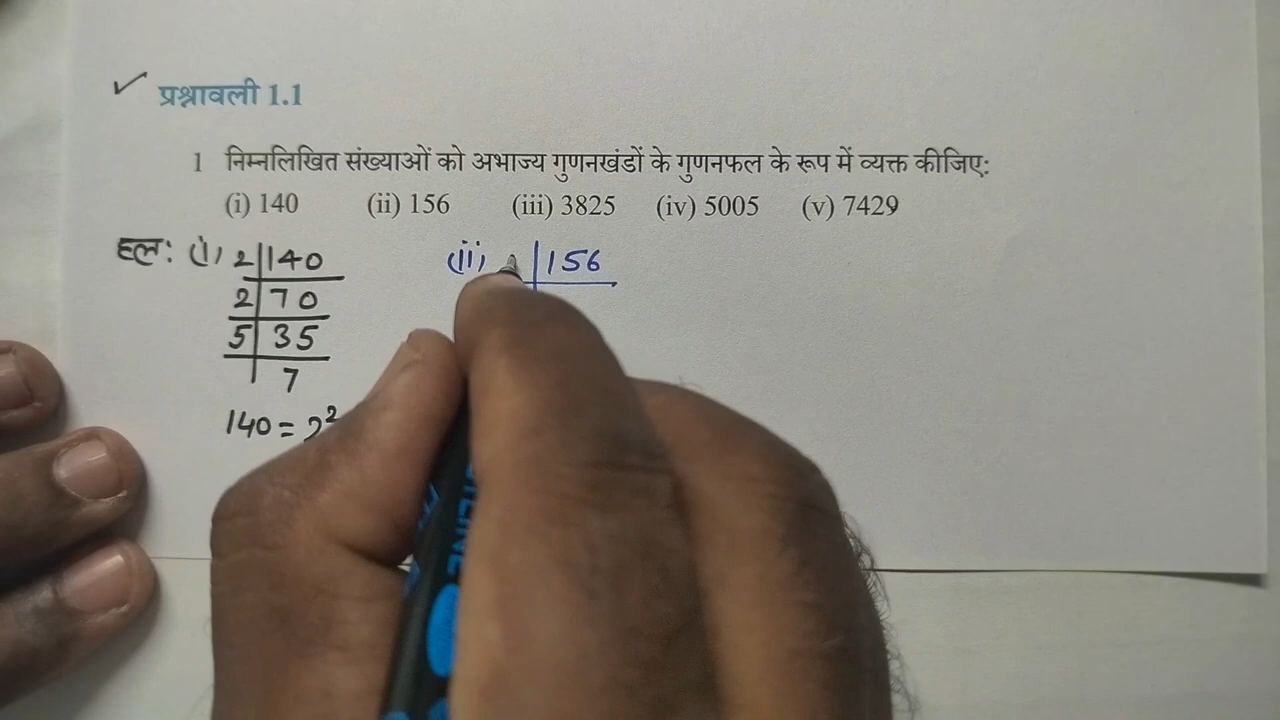 प्रश्नावली 1.1
1 निम्नलिखित संख्याओं को अभाज्य गुणनखंडों के गुणनफल के रूप में व्यक्त कीजिए:
(i) 140 (ii) 156 (iii) 3825 (iv) 5005 (v) 7429
हल: (i) 2 140
2 70
5 35
7
140 = 2²
(ii) 156